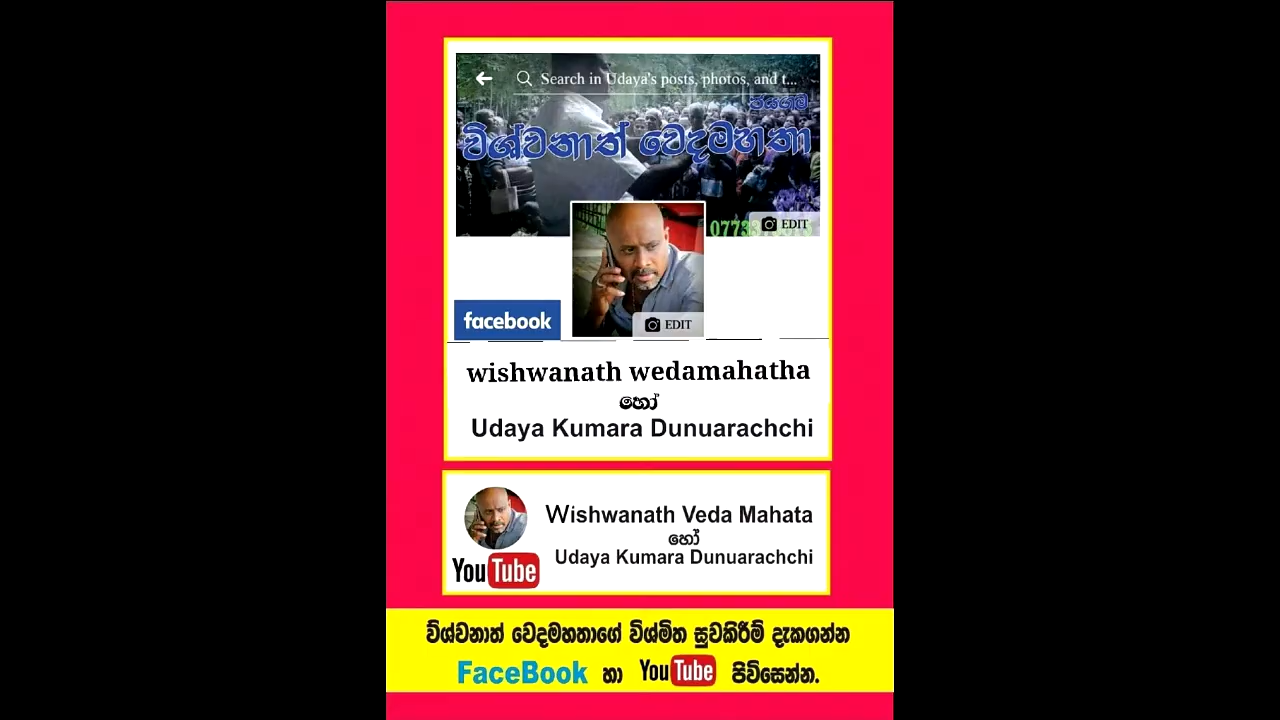 Search in Udaya's posts, photos, and t...
ජයගුරු
විශ්වනාත් වෙදමහතා
EDIT
facebook
EDIT
wishwanath wedamahatha
හෝ
Udaya Kumara Dunuarachchi
Wishwanath Veda Mahata
හෝ
Udaya Kumara Dunuarachchi
YouTube
විශ්වනාත් වෙදමහතාගේ විශ්මිත සුවකිරීම් දැකගන්න
FaceBook හා YouTube පිවිසෙන්න.